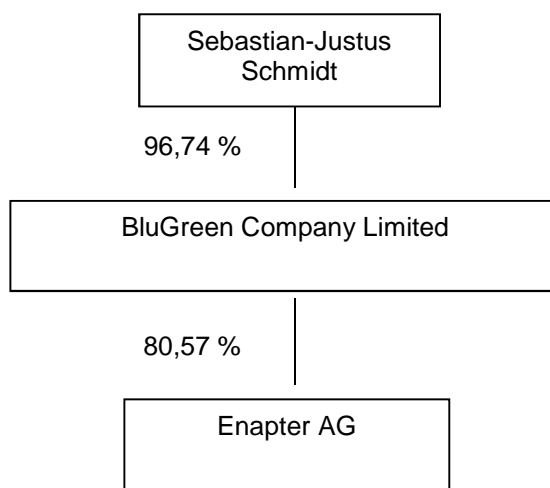 Sebastian-Justus
Schmidt
96,74 %
BluGreen Company Limited
80,57 %
Enapter AG